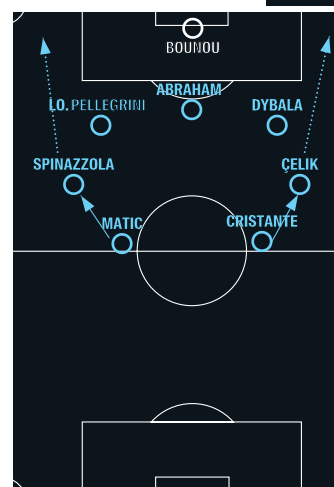 BOUNOU
ABRAHAM
LO. PELLEGRINI
DYBALA
SPINAZZOLA
ÇELIK
MATIC
CRISTANTE